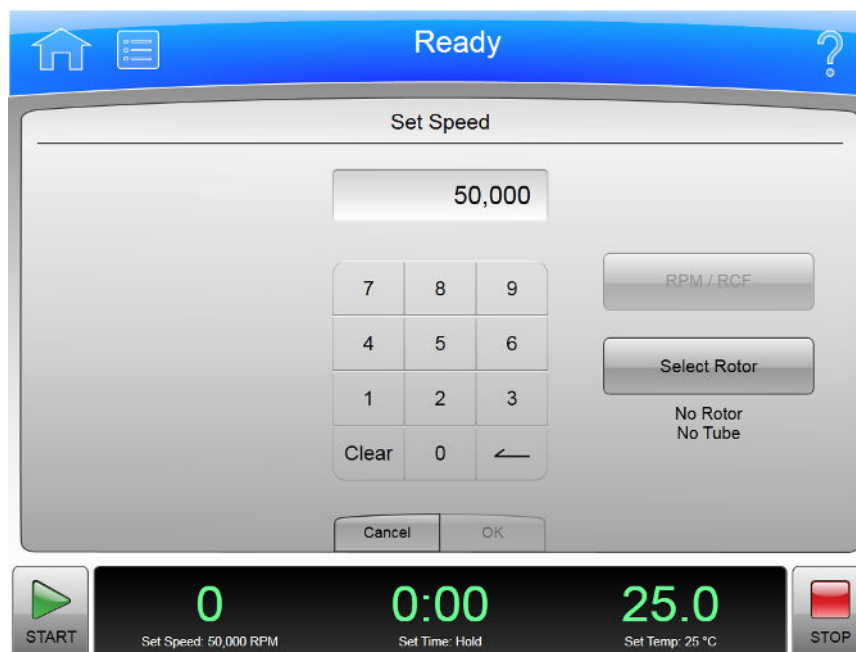 Ready
Set Speed
50,000
7 8 9
RPM / RCF
4 5 6
Select Rotor
1 2 3
No Rotor
No Tube
Clear 0
Cancel OK
START
0 0:00 25.0
Set Speed: 50,000 RPM Set Time: Hold Set Temp: 25 °C
STOP